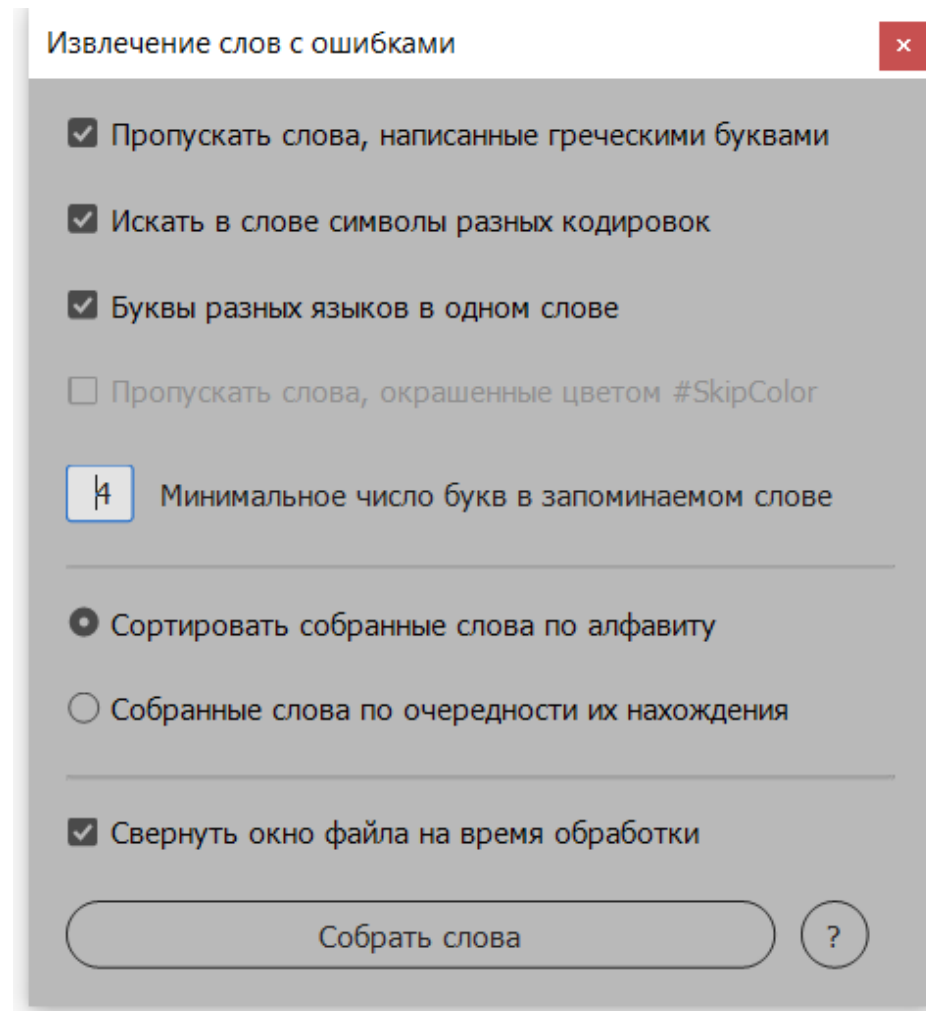 Извлечение слов с ошибками
Пропускать слова, написанные греческими буквами
Искать в слове символы разных кодировок
Буквы разных языков в одном слове
Пропускать слова, окрашенные цветом #SkipColor
4 Минимальное число букв в запоминаемом слове
Сортировать собранные слова по алфавиту
Собранные слова по очередности их нахождения
Свернуть окно файла на время обработки
Собрать слова ?